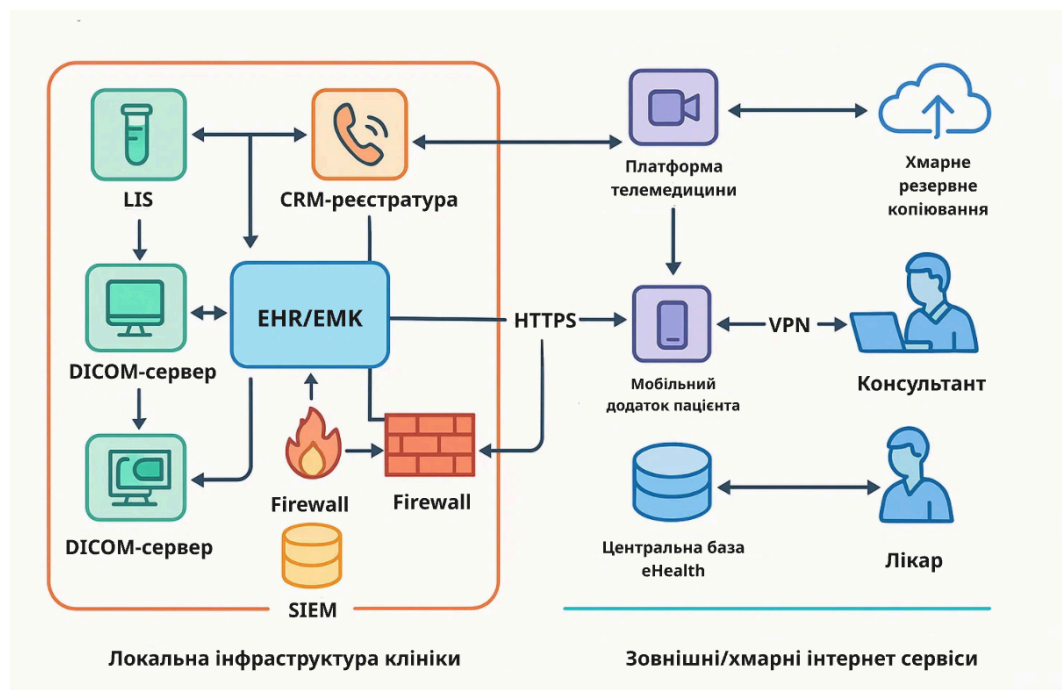 LIS
CRM-реєстратура
Платформа
телемедицини
Хмарне
резервне
копіювання
EHR/EMK
HTTPS
VPN
DICOM-сервер
Мобільний
додаток пацієнта
Консультант
Firewall
Firewall
DICOM-сервер
Центральна база
eHealth
Лікар
SIEM
Локальна інфраструктура клініки
Зовнішні/хмарні інтернет сервіси